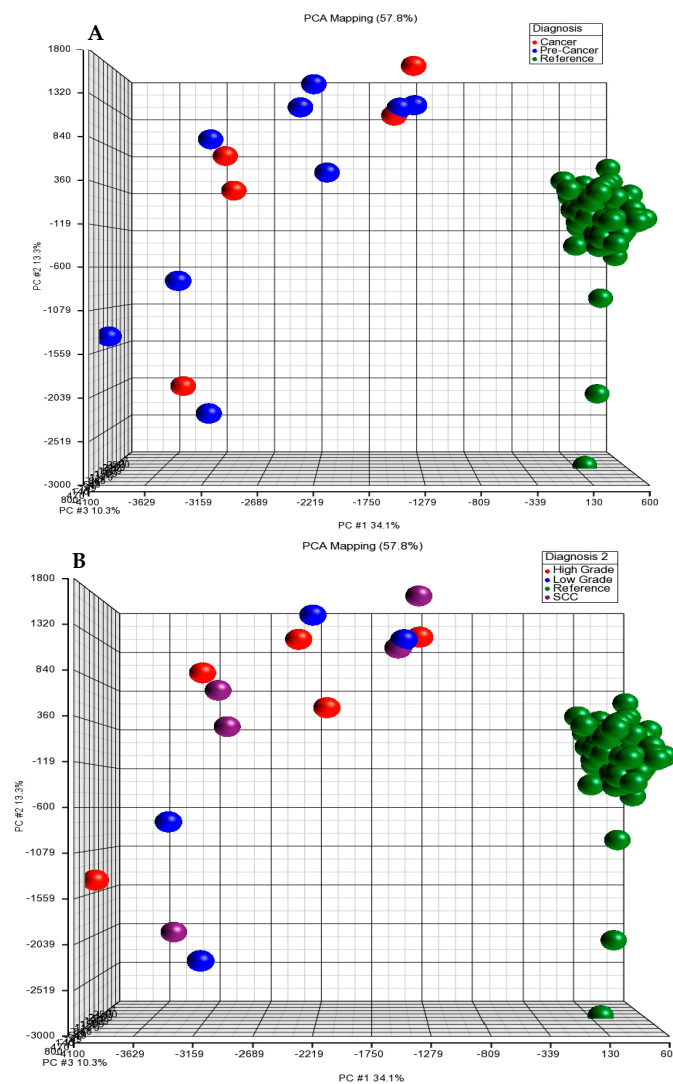 A
PCA Mapping (57.8%)
Diagnosis
Cancer
Pre-Cancer
Reference
1800
1320
840
360
-119
-600
-1079
-1559
-2039
-2519
-3000
PC #2 13.3%
-4100
-3629
-3159
-2689
-2219
-1750
-1279
-809
-339
130
600
PC #3 10.3%
PC #1 34.1%
B
PCA Mapping (57.8%)
Diagnosis 2
High Grade
Low Grade
Reference
SCC
1800
1320
840
360
-119
-600
-1079
-1559
-2039
-2519
-3000
PC #2 13.3%
-4100
-3629
-3159
-2689
-2219
-1750
-1279
-809
-339
130
PC #3 10.3%
PC #1 34.1%